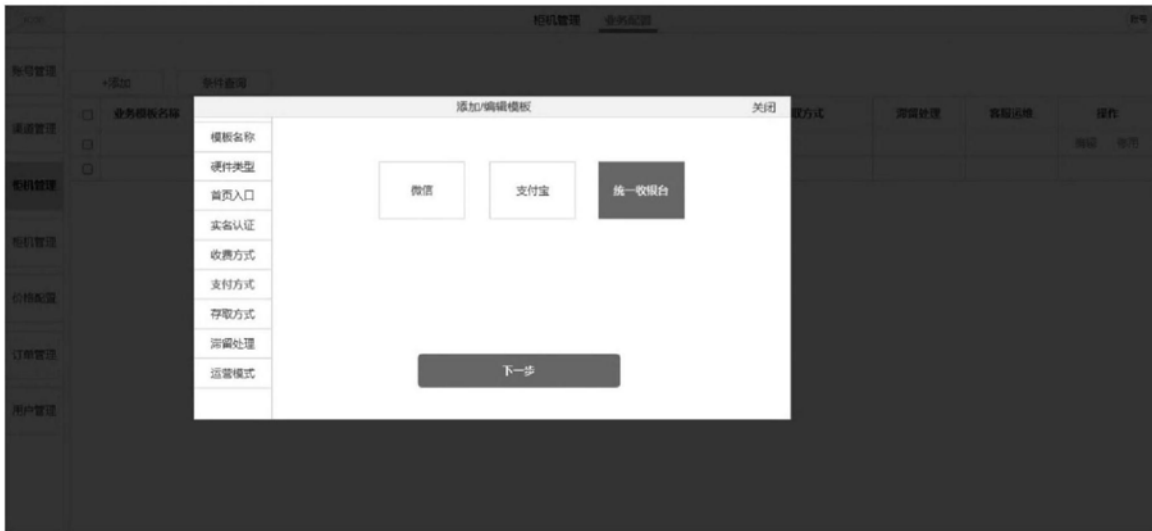 柜机管理 业务配置
账号
账号管理
渠道管理
柜机管理
柜机管理
价格配置
订单管理
用户管理
+添加 条件查询
业务模板名称 取方式 滞留处理 客服运维 操作
编辑 停用
添加/编辑模板 关闭
模板名称
硬件类型
首页入口
实名认证
收费方式
支付方式
存取方式
滞留处理
运营模式
微信 支付宝 统一收银台
下一步